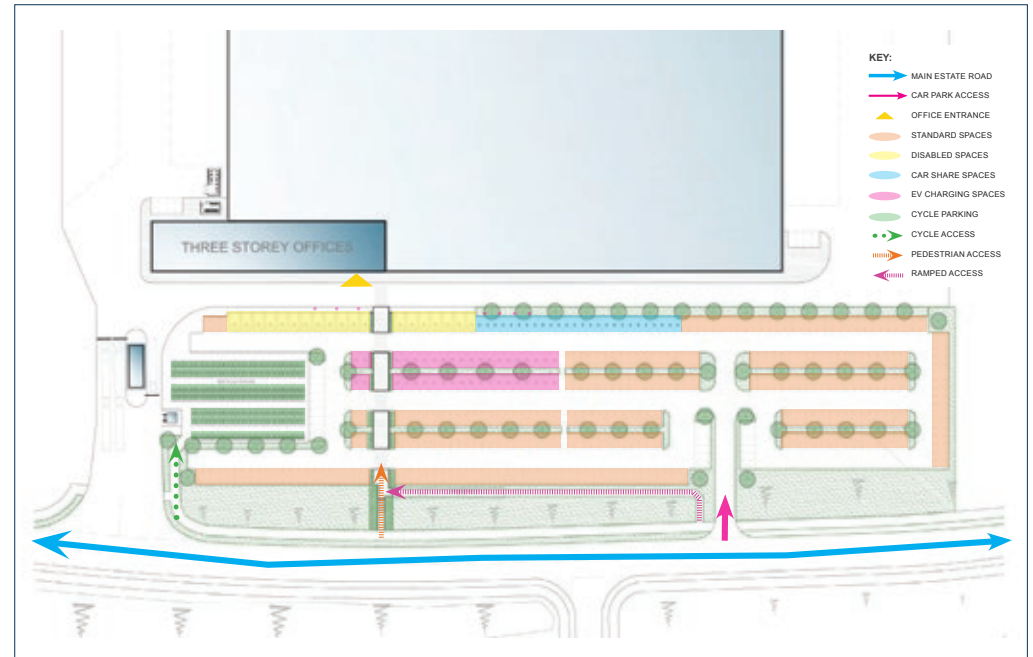 KEY:
MAIN ESTATE ROAD
CAR PARK ACCESS
OFFICE ENTRANCE
STANDARD SPACES
DISABLED SPACES
CAR SHARE SPACES
EV CHARGING SPACES
CYCLE PARKING
CYCLE ACCESS
PEDESTRIAN ACCESS
RAMPED ACCESS
THREE STOREY OFFICES